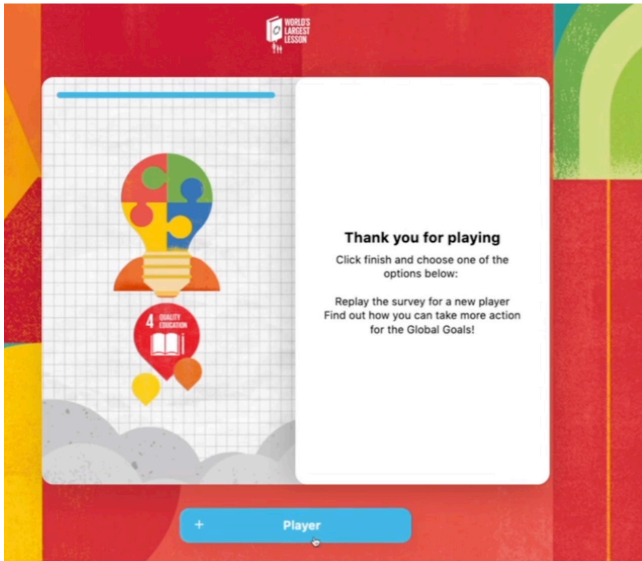 WORLD'S
LARGEST
LESSON
4 QUALITY
EDUCATION
Thank you for playing
Click finish and choose one of the
options below:
Replay the survey for a new player
Find out how you can take more action
for the Global Goals!
+ Player